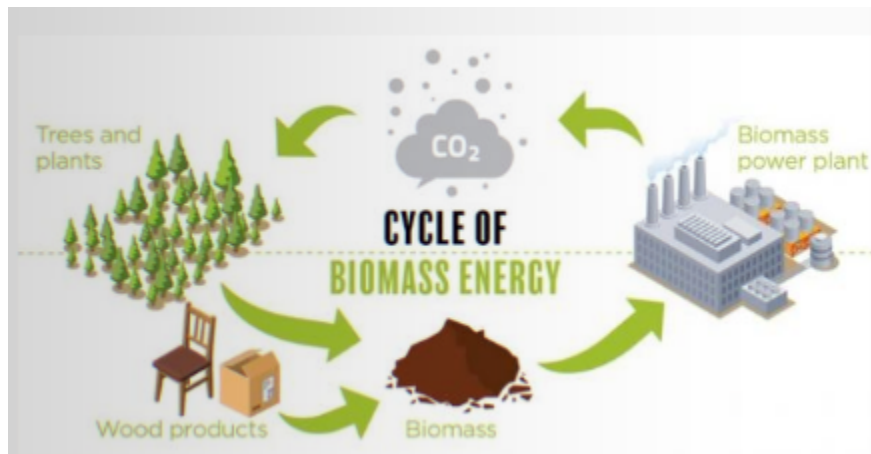 CO₂
Trees and
plants
Biomass
power plant
CYCLE OF
BIOMASS ENERGY
Wood products
Biomass